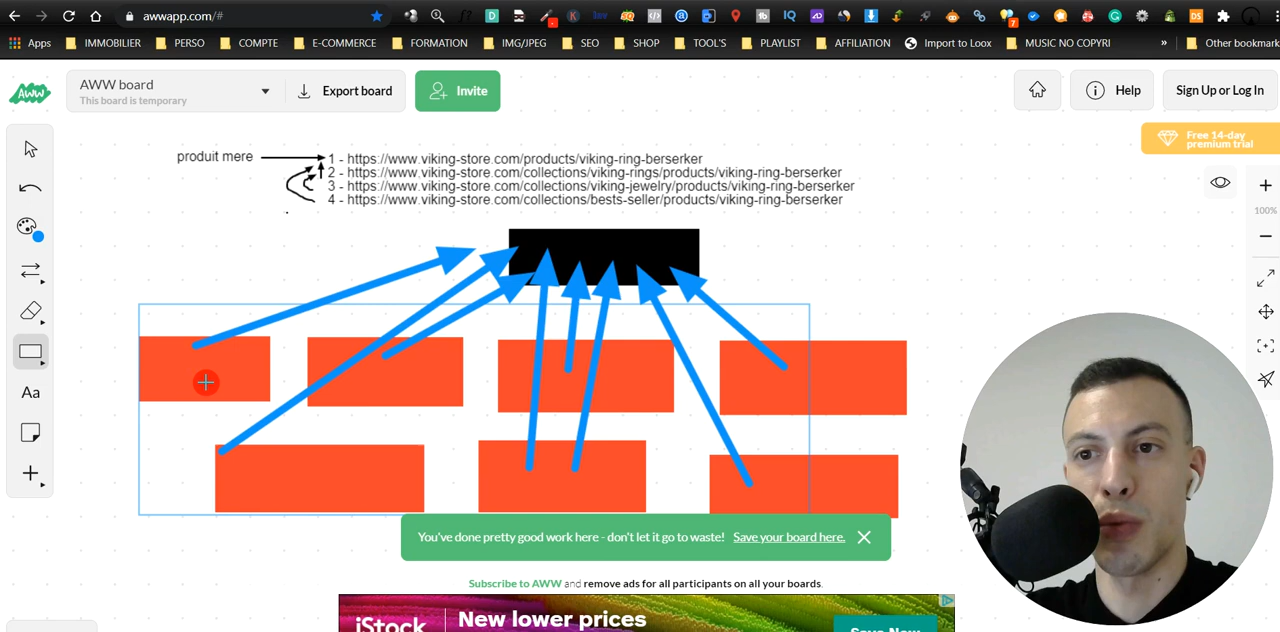 awwapp.com/#
Apps IMMOBILIER PERSO COMPTE E-COMMERCE FORMATION IMG/JPEG SEO SHOP TOOL'S PLAYLIST AFFILIATION Import to Loox MUSIC NO COPYRI » Other bookmark
AWW
AWW board
This board is temporary
Export board
Invite
Help
Sign Up or Log In
Free 14-day
premium trial
100%
produit mere
1 - https://www.viking-store.com/products/viking-ring-berserker
2 - https://www.viking-store.com/collections/viking-rings/products/viking-ring-berserker
3 - https://www.viking-store.com/collections/viking-jewelry/products/viking-ring-berserker
4 - https://www.viking-store.com/collections/bests-seller/products/viking-ring-berserker
Aa
You've done pretty good work here - don't let it go to waste! Save your board here.
Subscribe to AWW and remove ads for all participants on all your boards.
iStock
New lower prices
Save Now